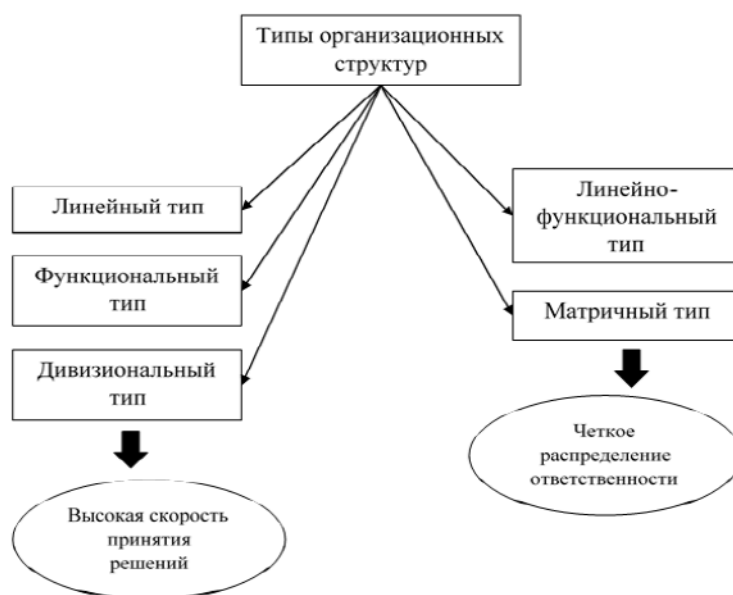 Типы организационных
структур
Линейный тип
Функциональный
тип
Дивизиональный
тип
Высокая скорость
принятия
решений
Линейно-
функциональный
тип
Матричный тип
Четкое
распределение
ответственности